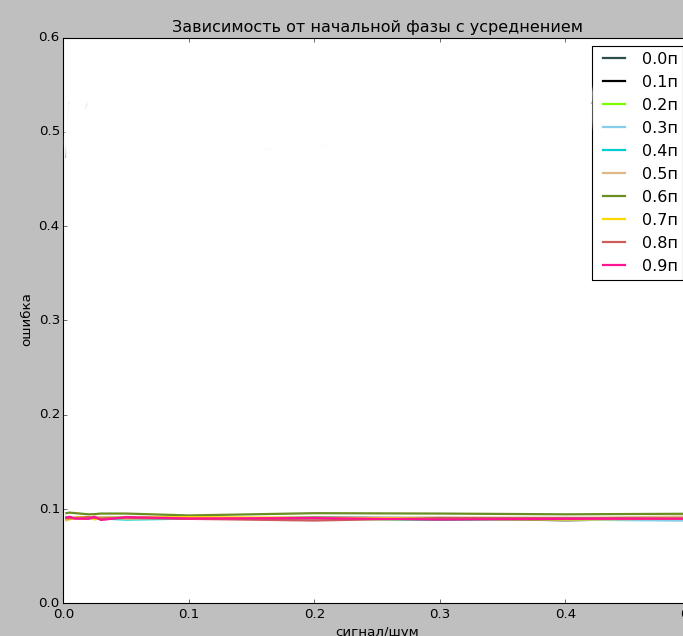 Зависимость от начальной фазы с усреднением
0.6
0.5
0.4
0.3
0.2
0.1
0.0
ошибка
0.0п
0.1п
0.2п
0.3п
0.4п
0.5п
0.6п
0.7п
0.8п
0.9п
0.0 0.1 0.2 0.3 0.4
сигнал/шум